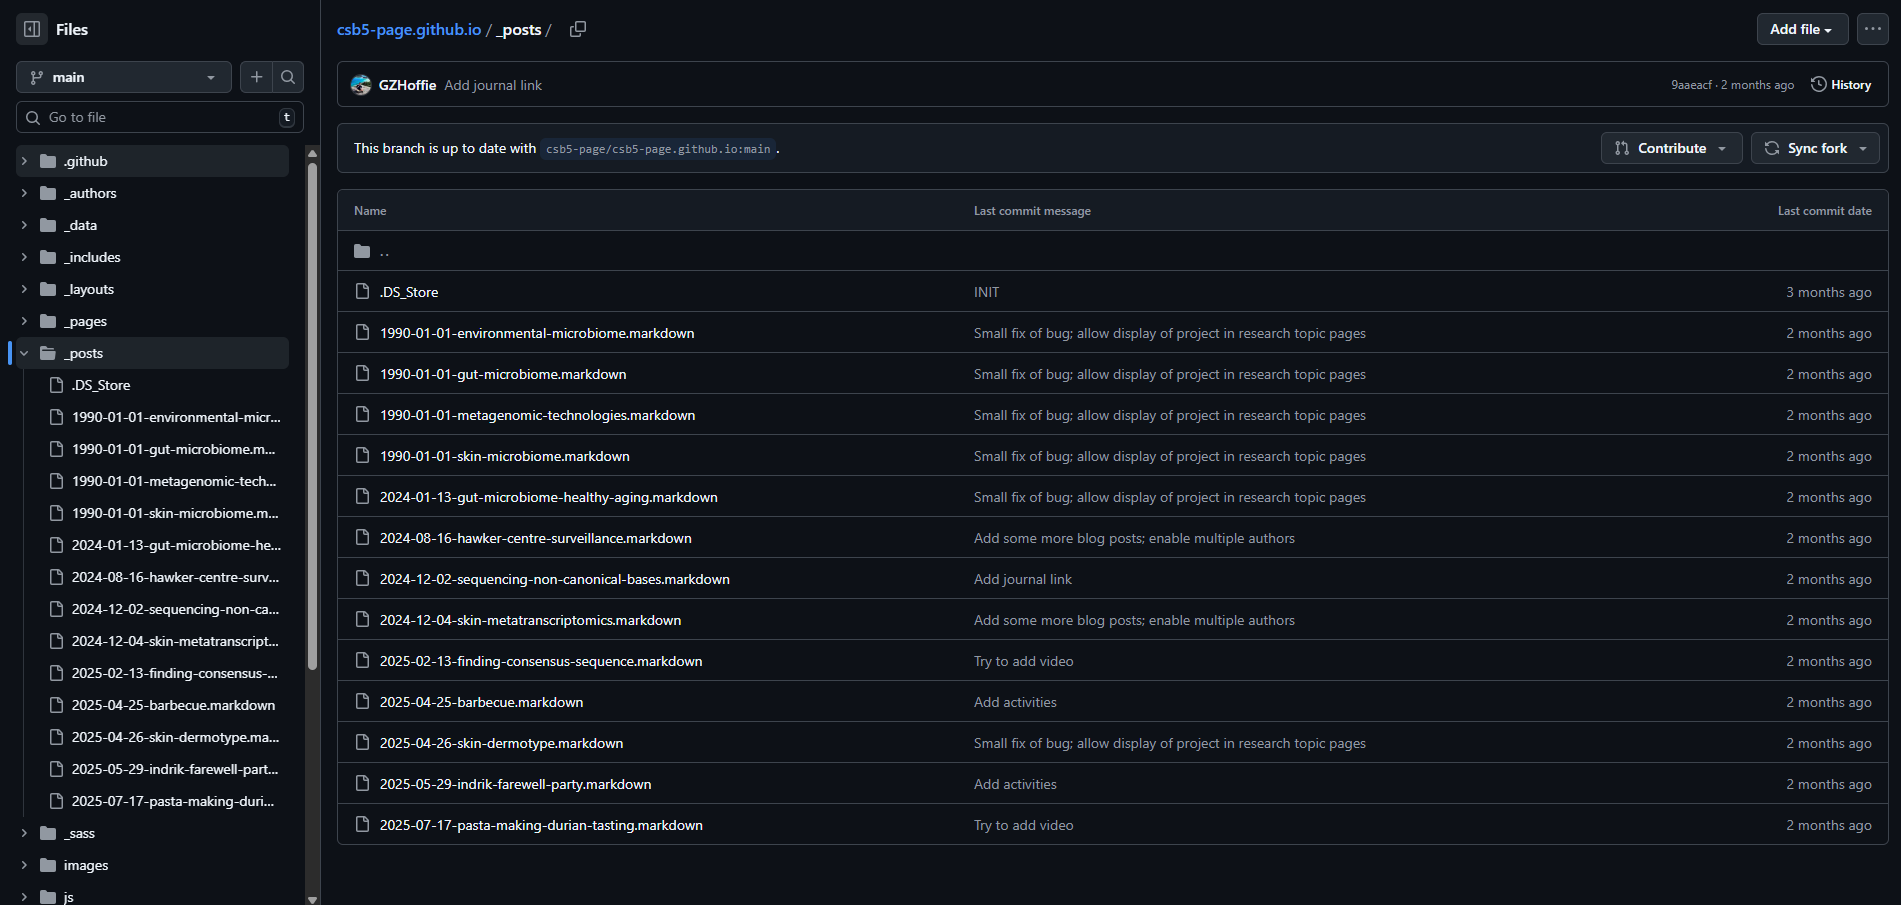 Files
main
Go to file
t
.github
_authors
_data
_includes
_layouts
_pages
_posts
.DS_Store
1990-01-01-environmental-micr...
1990-01-01-gut-microbiome.m...
1990-01-01-metagenomic-tech...
1990-01-01-skin-microbiome.m...
2024-01-13-gut-microbiome-he...
2024-08-16-hawker-centre-surv...
2024-12-02-sequencing-non-ca...
2024-12-04-skin-metatranscript...
2025-02-13-finding-consensus-...
2025-04-25-barbecue.markdown
2025-04-26-skin-dermotype.ma...
2025-05-29-indrik-farewell-part...
2025-07-17-pasta-making-duri...
_sass
images
js
csb5-page.github.io / _posts /
Add file
GZHoffie Add journal link 9aaeacf · 2 months ago History
This branch is up to date with csb5-page/csb5-page.github.io:main .
Contribute Sync fork
Name Last commit message Last commit date
..
.DS_Store INIT 3 months ago
1990-01-01-environmental-microbiome.markdown Small fix of bug; allow display of project in research topic pages 2 months ago
1990-01-01-gut-microbiome.markdown Small fix of bug; allow display of project in research topic pages 2 months ago
1990-01-01-metagenomic-technologies.markdown Small fix of bug; allow display of project in research topic pages 2 months ago
1990-01-01-skin-microbiome.markdown Small fix of bug; allow display of project in research topic pages 2 months ago
2024-01-13-gut-microbiome-healthy-aging.markdown Small fix of bug; allow display of project in research topic pages 2 months ago
2024-08-16-hawker-centre-surveillance.markdown Add some more blog posts; enable multiple authors 2 months ago
2024-12-02-sequencing-non-canonical-bases.markdown Add journal link 2 months ago
2024-12-04-skin-metatranscriptomics.markdown Add some more blog posts; enable multiple authors 2 months ago
2025-02-13-finding-consensus-sequence.markdown Try to add video 2 months ago
2025-04-25-barbecue.markdown Add activities 2 months ago
2025-04-26-skin-dermotype.markdown Small fix of bug; allow display of project in research topic pages 2 months ago
2025-05-29-indrik-farewell-party.markdown Add activities 2 months ago
2025-07-17-pasta-making-durian-tasting.markdown Try to add video 2 months ago